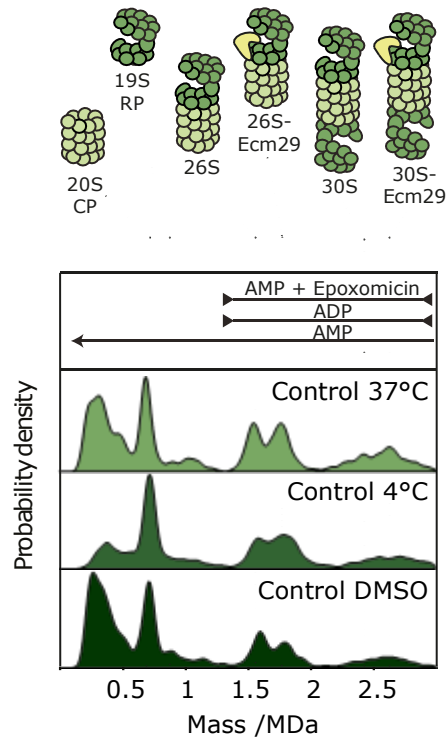 19S
RP
20S
CP
26S
26S-
Ecm29
30S
30S-
Ecm29
AMP + Epoxomicin
ADP
AMP
Control 37°C
Control 4°C
Control DMSO
Probability density
0.5 1 1.5 2 2.5
Mass /MDa